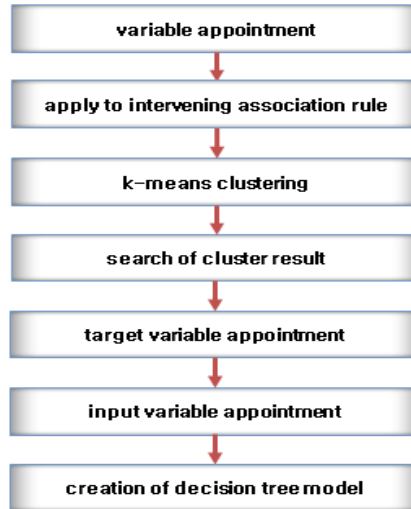 variable appointment
apply to intervening association rule
k-means clustering
search of cluster result
target variable appointment
input variable appointment
creation of decision tree model